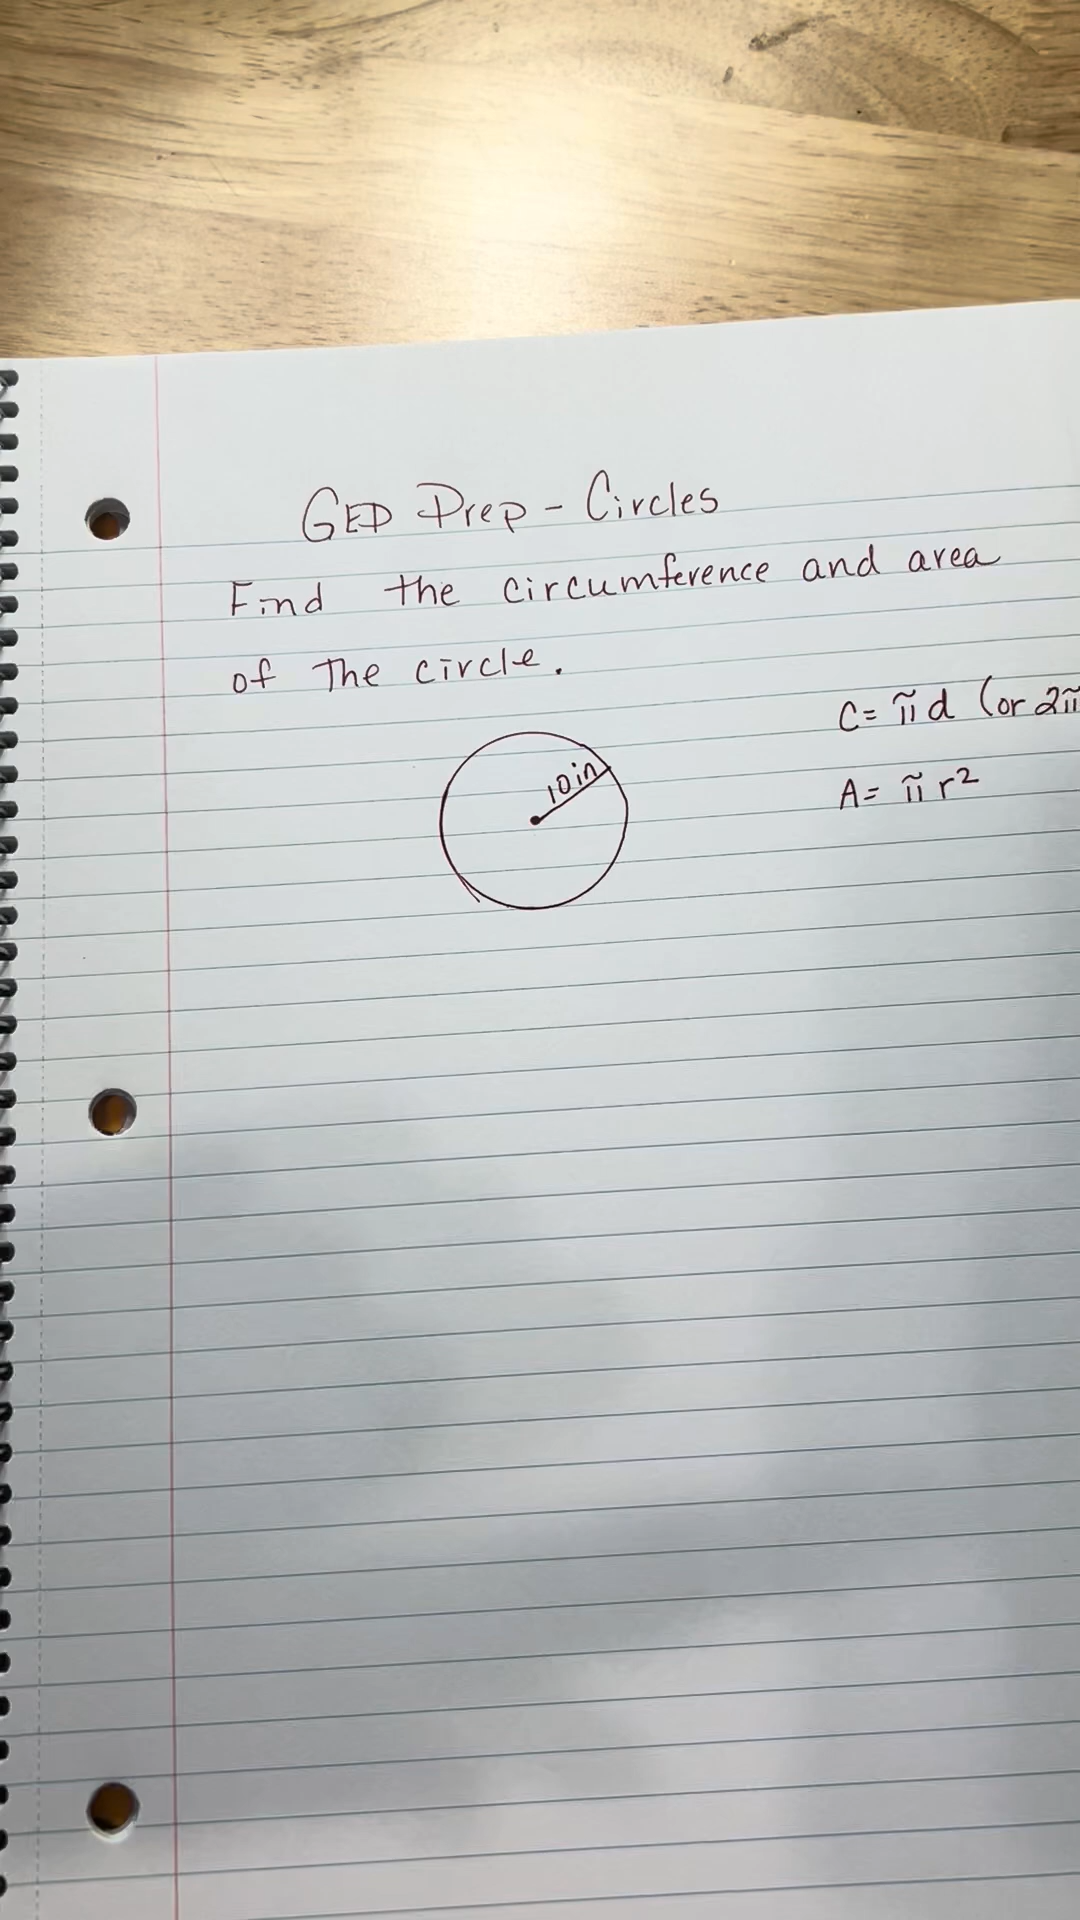 GED Prep - Circles
Find the circumference and area
of the circle.
C= πd (or 2π
10in
A= πr²